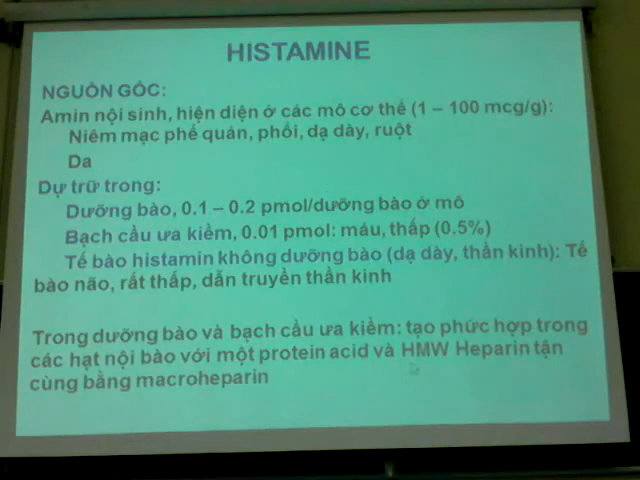 HISTAMINE
NGUỒN GỐC:
Amin nội sinh, hiện diện ở các mô cơ thể (1 – 100 mcg/g):
Niêm mạc phế quản, phổi, dạ dày, ruột
Da
Dự trữ trong:
Dưỡng bào, 0.1 – 0.2 pmol/dưỡng bào ở mô
Bạch cầu ưa kiềm, 0.01 pmol: máu, thấp (0.5%)
Tế bào histamin không dưỡng bào (dạ dày, thần kinh): Tế
bào não, rất thấp, dẫn truyền thần kinh
Trong dưỡng bào và bạch cầu ưa kiềm: tạo phức hợp trong
các hạt nội bào với một protein acid và HMW Heparin tận
cùng bằng macroheparin